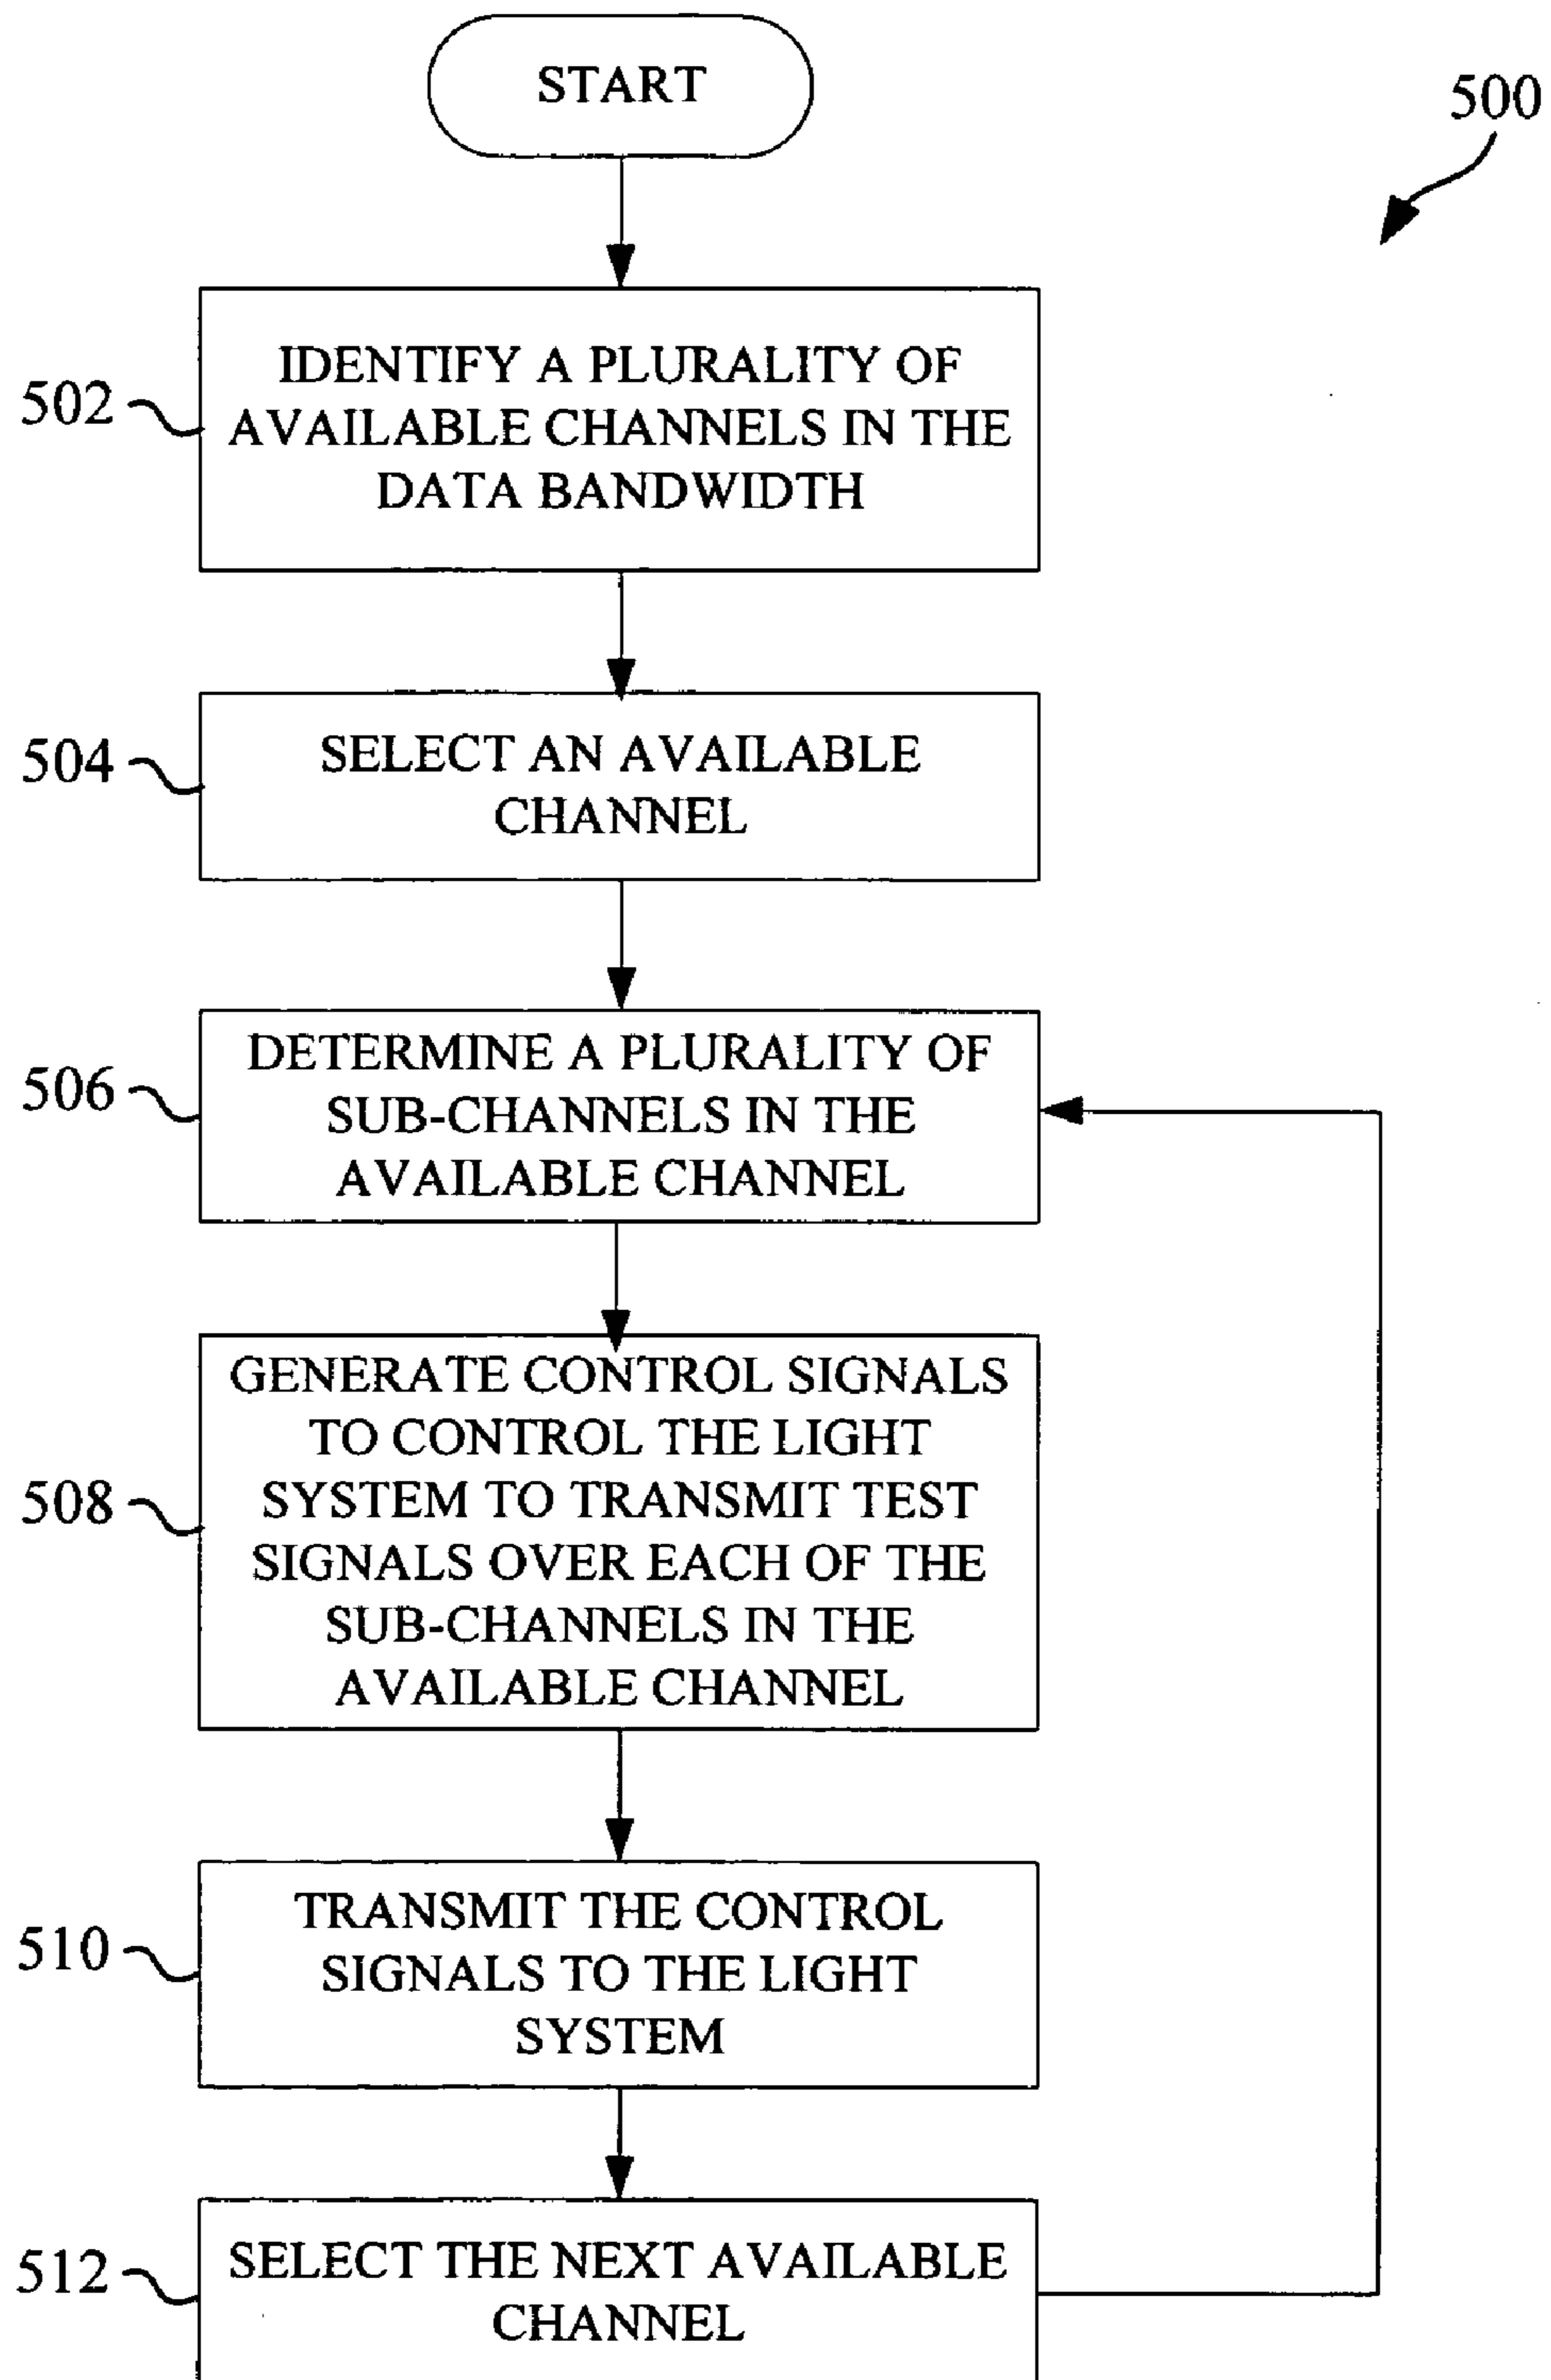 START
500
502
IDENTIFY A PLURALITY OF
AVAILABLE CHANNELS IN THE
DATA BANDWIDTH
504
SELECT AN AVAILABLE
CHANNEL
506
DETERMINE A PLURALITY OF
SUB-CHANNELS IN THE
AVAILABLE CHANNEL
508
GENERATE CONTROL SIGNALS
TO CONTROL THE LIGHT
SYSTEM TO TRANSMIT TEST
SIGNALS OVER EACH OF THE
SUB-CHANNELS IN THE
AVAILABLE CHANNEL
510
TRANSMIT THE CONTROL
SIGNALS TO THE LIGHT
SYSTEM
512
SELECT THE NEXT AVAILABLE
CHANNEL